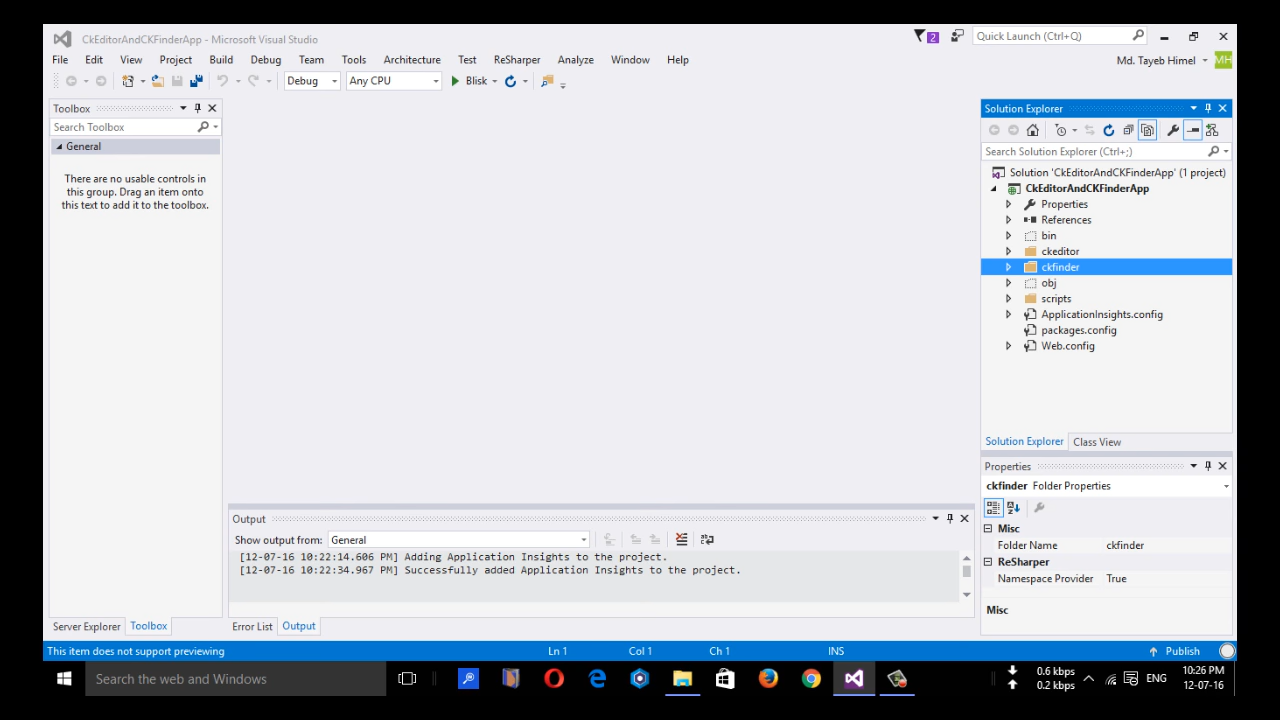 CkEditorAndCKFinderApp - Microsoft Visual Studio
2
Quick Launch (Ctrl+Q)
File Edit View Project Build Debug Team Tools Architecture Test ReSharper Analyze Window Help
Md. Tayeb Himel
MH
Debug
Any CPU
Blisk
Toolbox
Search Toolbox
General
There are no usable controls in
this group. Drag an item onto
this text to add it to the toolbox.
Server Explorer Toolbox
Output
Show output from: General
[12-07-16 10:22:14.606 PM] Adding Application Insights to the project.
[12-07-16 10:22:34.967 PM] Successfully added Application Insights to the project.
Error List Output
Solution Explorer
Search Solution Explorer (Ctrl+;)
Solution 'CkEditorAndCKFinderApp' (1 project)
CkEditorAndCKFinderApp
Properties
References
bin
ckeditor
ckfinder
obj
scripts
ApplicationInsights.config
packages.config
Web.config
Solution Explorer Class View
Properties
ckfinder Folder Properties
Misc
Folder Name ckfinder
ReSharper
Namespace Provider True
Misc
This item does not support previewing
Ln 1
Col 1
Ch 1
INS
Publish
Search the web and Windows
0.6 kbps
0.2 kbps
ENG
10:26 PM
12-07-16